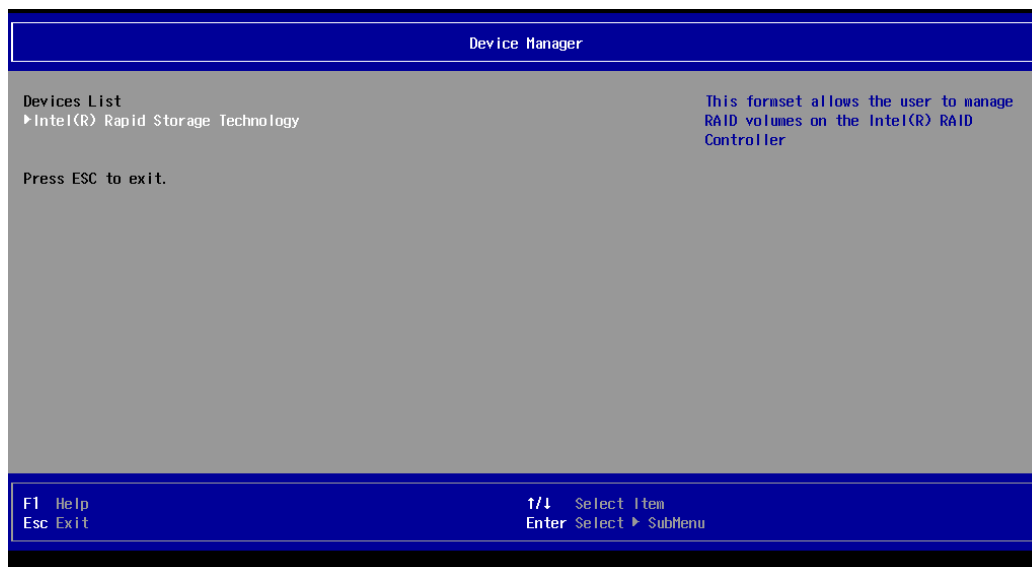 Device Manager
Devices List
▶Intel(R) Rapid Storage Technology
Press ESC to exit.
This formset allows the user to manage
RAID volumes on the Intel(R) RAID
Controller
F1 Help
Esc Exit
↑/↓ Select Item
Enter Select ▶ SubMenu